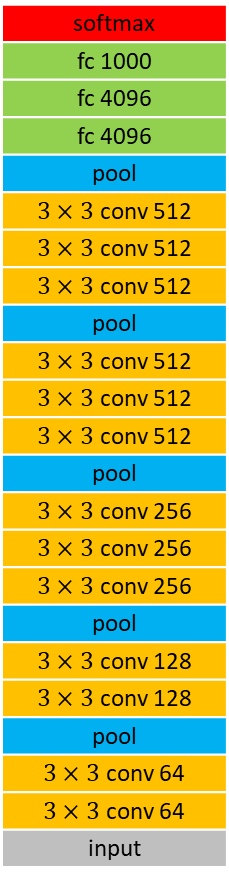 softmax
fc 1000
fc 4096
fc 4096
pool
3 × 3 conv 512
3 × 3 conv 512
3 × 3 conv 512
pool
3 × 3 conv 512
3 × 3 conv 512
3 × 3 conv 512
pool
3 × 3 conv 256
3 × 3 conv 256
3 × 3 conv 256
pool
3 × 3 conv 128
3 × 3 conv 128
pool
3 × 3 conv 64
3 × 3 conv 64
input